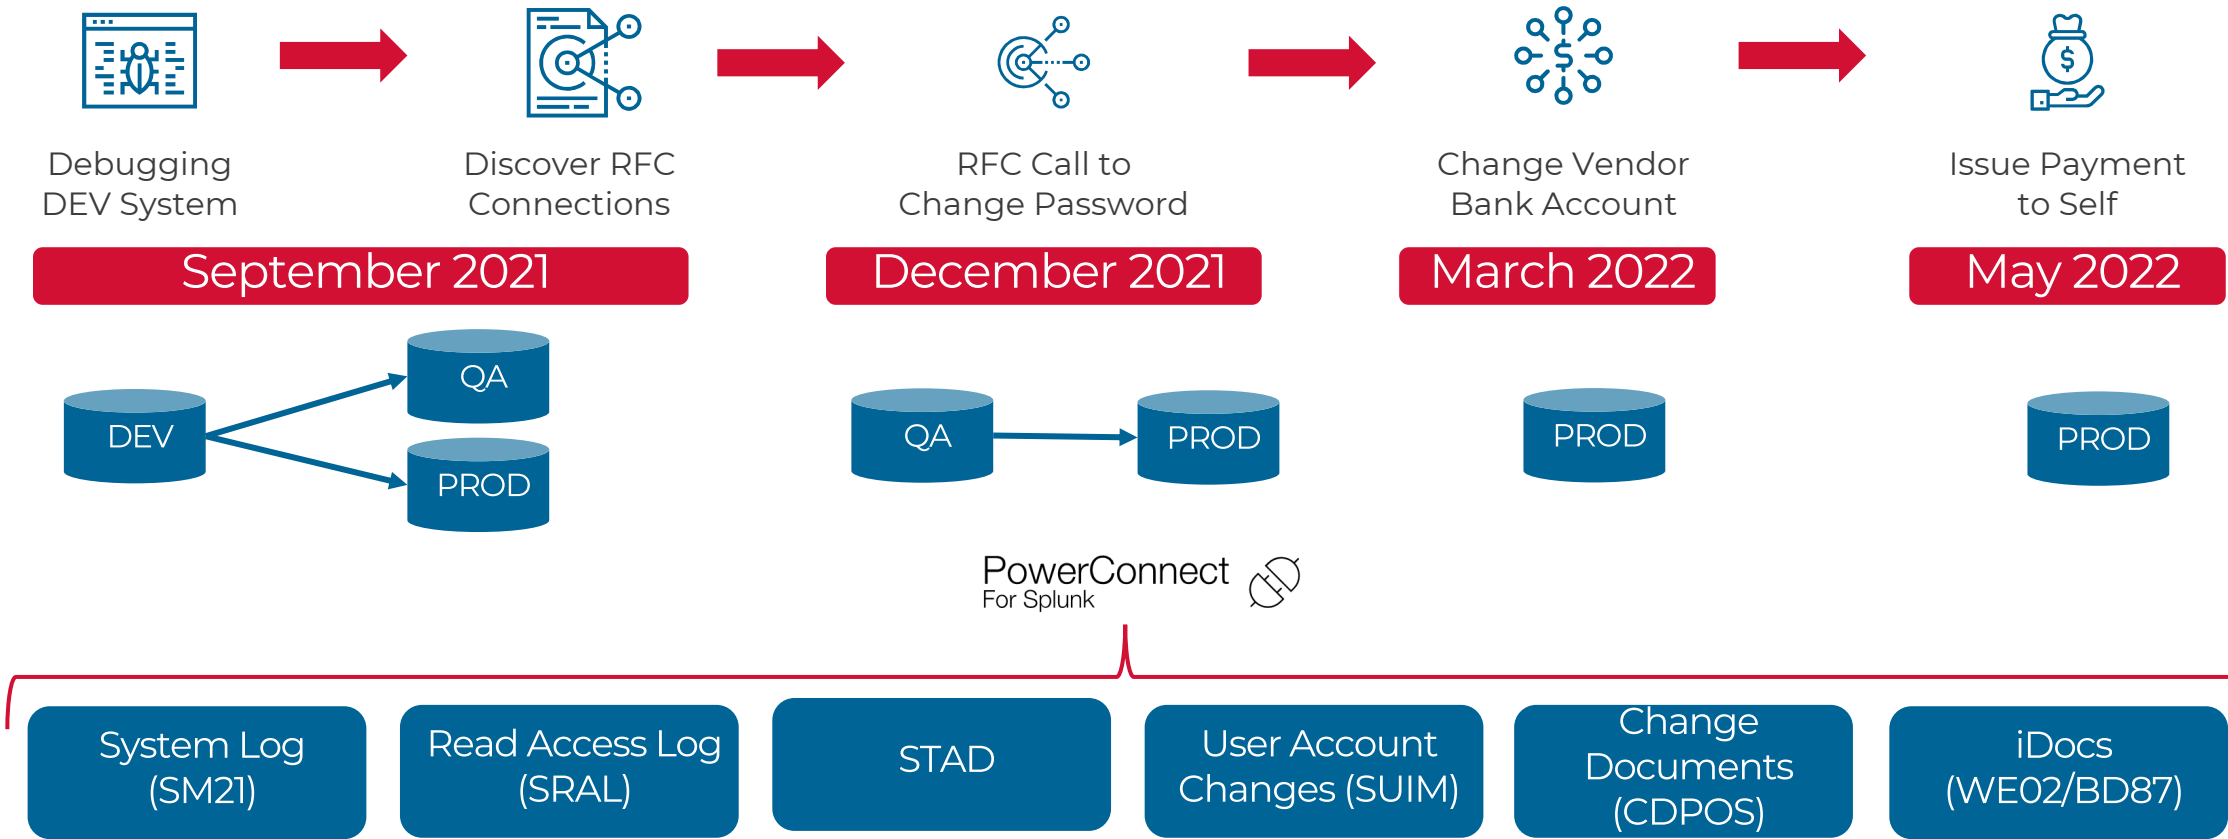 Debugging
DEV System
Discover RFC
Connections
RFC Call to
Change Password
Change Vendor
Bank Account
Issue Payment
to Self
September 2021
December 2021
March 2022
May 2022
DEV
QA
PROD
QA
PROD
PROD
PROD
PowerConnect
For Splunk
System Log
(SM21)
Read Access Log
(SRAL)
STAD
User Account
Changes (SUIM)
Change
Documents
(CDPOS)
iDocs
(WE02/BD87)